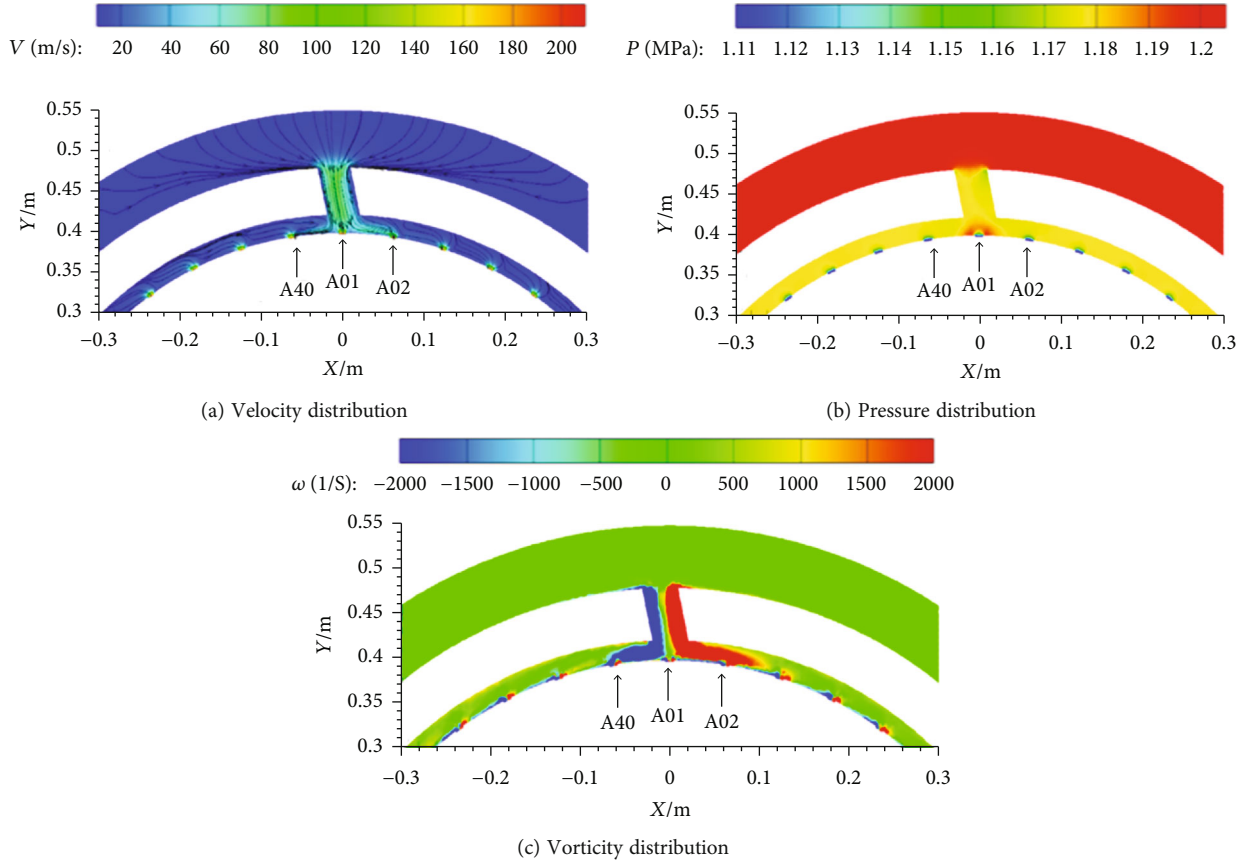 V (m/s): 20 40 60 80 100 120 140 160 180 200
P (MPa): 1.11 1.12 1.13 1.14 1.15 1.16 1.17 1.18 1.19 1.2
0.55
0.5
0.45
0.4
0.35
0.3
Y/m
A40 A01 A02
−0.3 −0.2 −0.1 0 0.1 0.2 0.3
X/m
(a) Velocity distribution
0.55
0.5
0.45
0.4
0.35
0.3
Y/m
A40 A01 A02
−0.3 −0.2 −0.1 0 0.1 0.2 0.3
X/m
(b) Pressure distribution
ω (1/S): −2000 −1500 −1000 −500 0 500 1000 1500 2000
0.55
0.5
0.45
0.4
0.35
0.3
Y/m
A40 A01 A02
−0.3 −0.2 −0.1 0 0.1 0.2 0.3
X/m
(c) Vorticity distribution